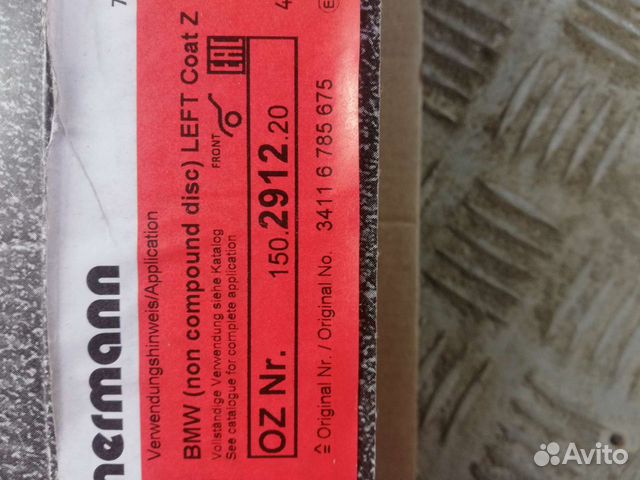 Verwendungshinweis/Application
BMW (non compound disc) LEFT Coat Z
Vollständige Verwendung siehe Katalog
See catalogue for complete application
FRONT
EAC
OZ Nr. 150.2912.20
≙ Original Nr. / Original No. 3411 6 785 675
Avito